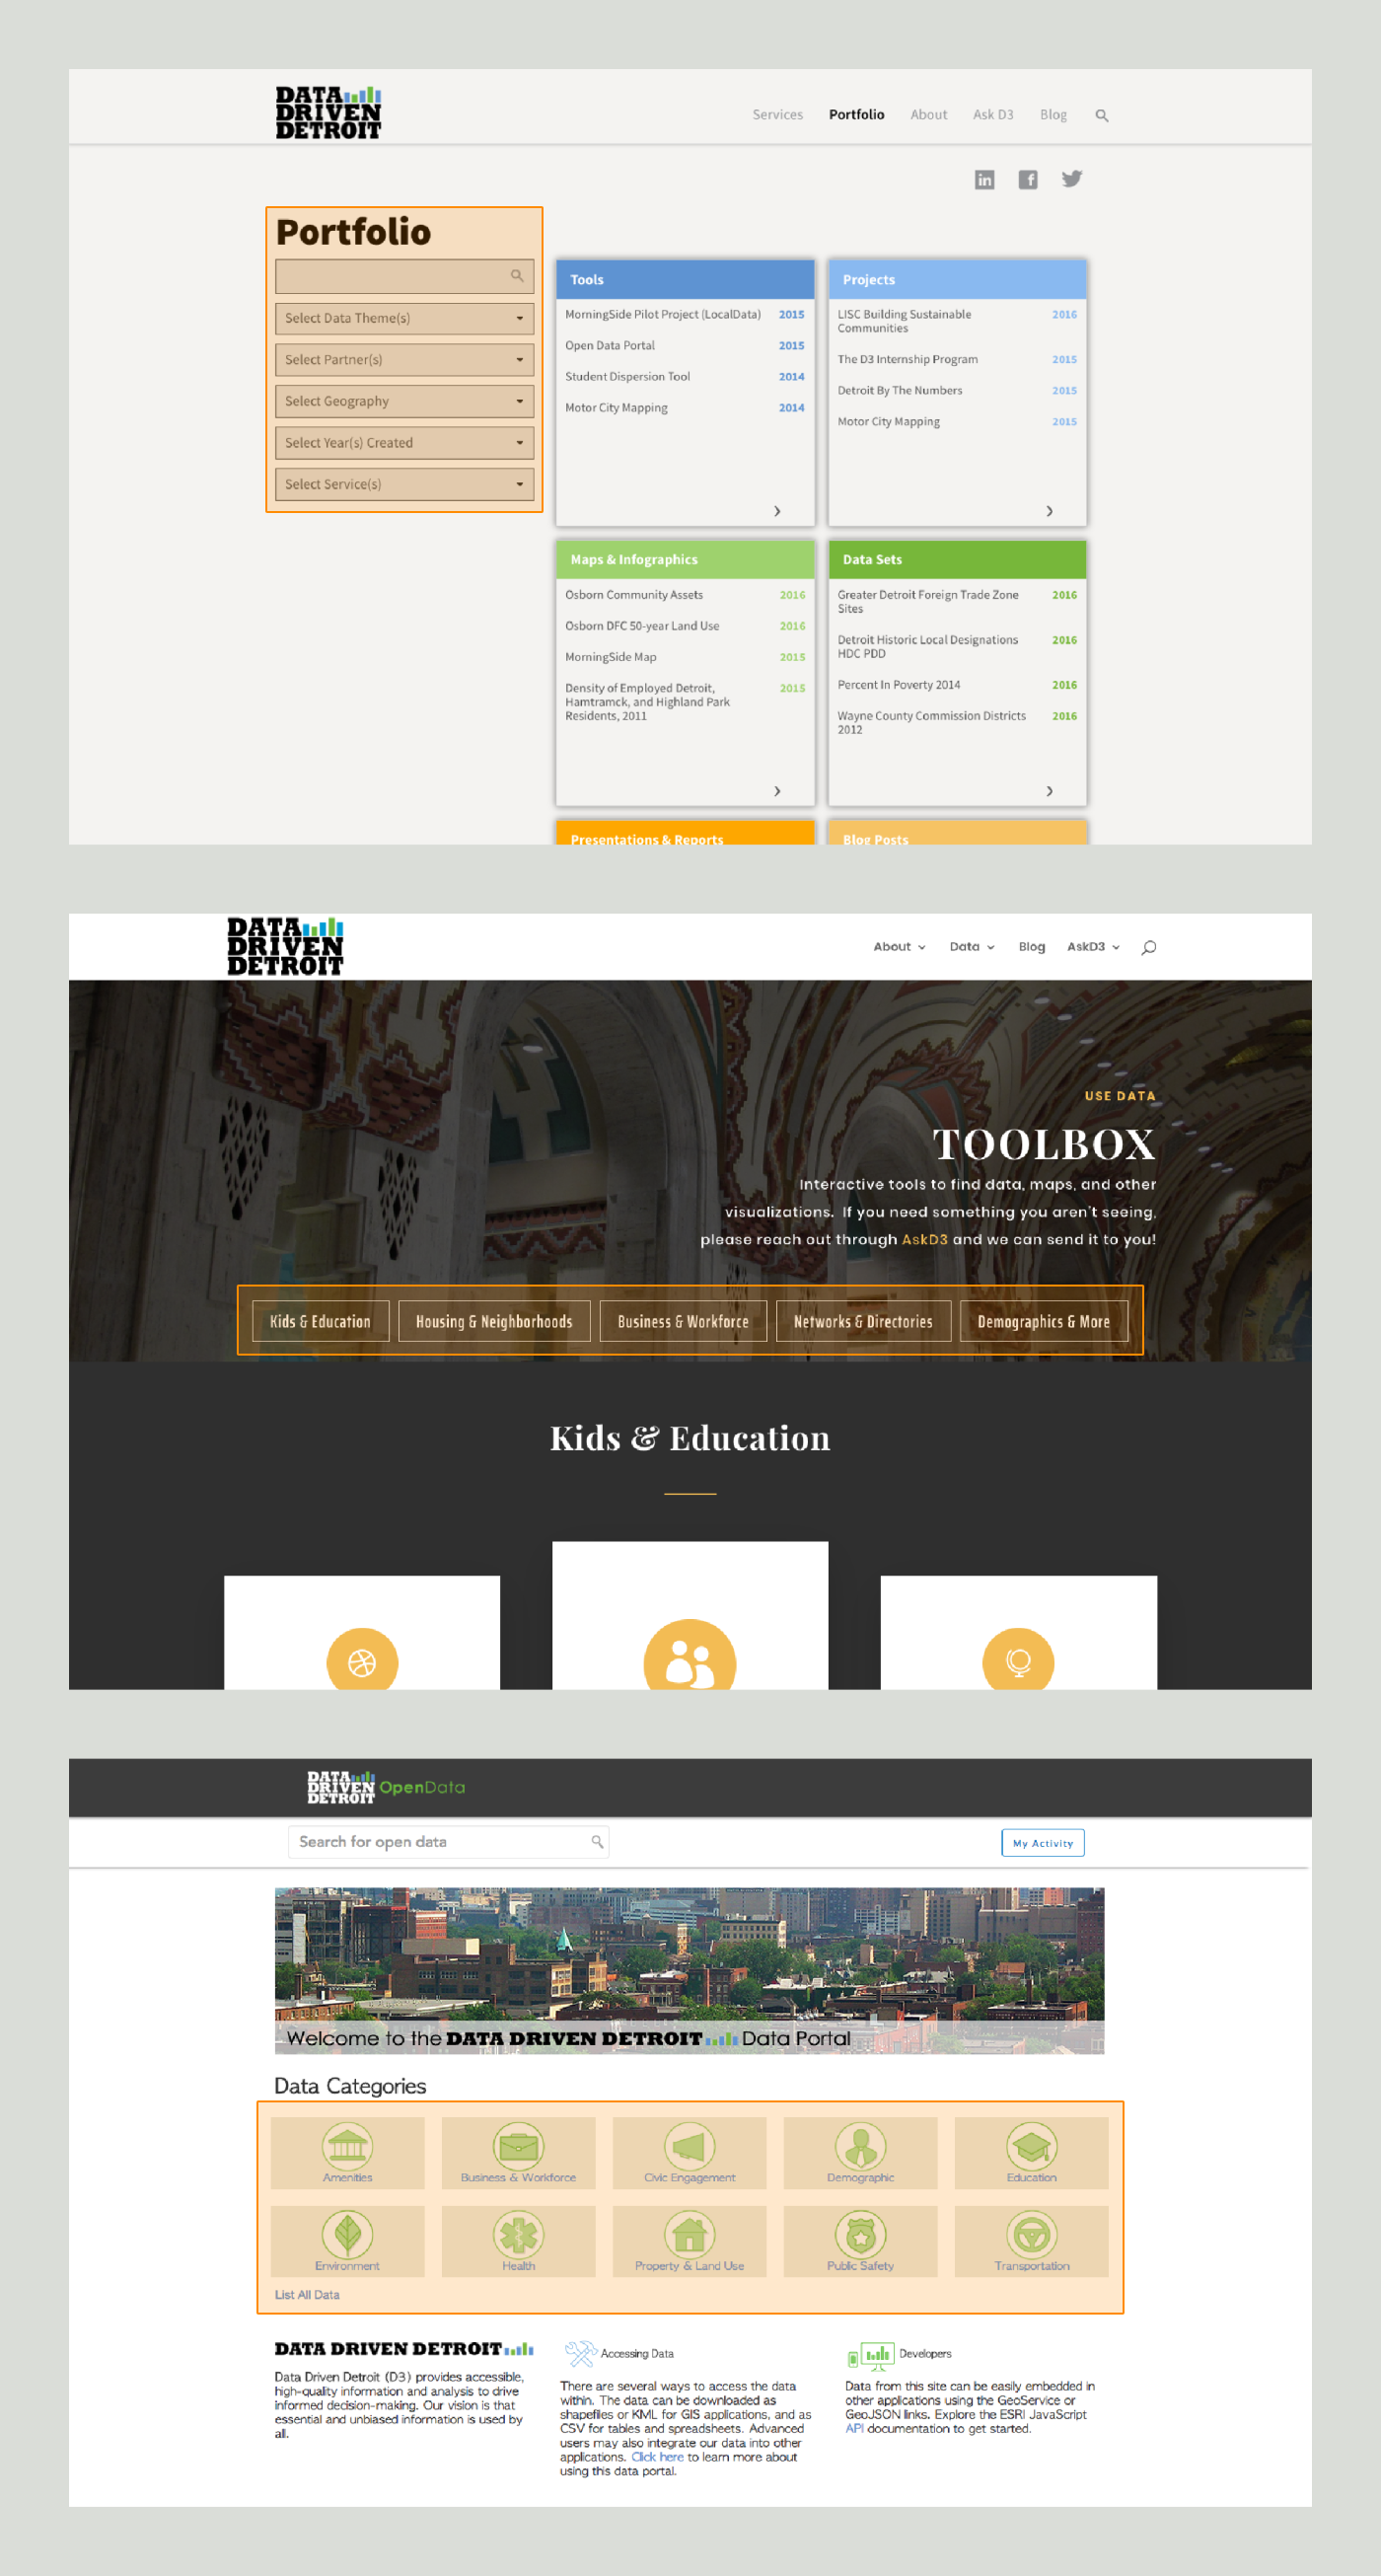 DATA
DRIVEN
DETROIT
Services Portfolio About Ask D3 Blog
in f
Portfolio
Select Data Theme(s)
Select Partner(s)
Select Geography
Select Year(s) Created
Select Service(s)
Tools
MorningSide Pilot Project (LocalData) 2015
Open Data Portal 2015
Student Dispersion Tool 2014
Motor City Mapping 2014
Projects
LISC Building Sustainable 2016
Communities
The D3 Internship Program 2015
Detroit By The Numbers 2015
Motor City Mapping 2015
Maps & Infographics
Osborn Community Assets 2016
Osborn DFC 50-year Land Use 2016
MorningSide Map 2015
Density of Employed Detroit, 2015
Hamtramck, and Highland Park
Residents, 2011
Data Sets
Greater Detroit Foreign Trade Zone 2016
Sites
Detroit Historic Local Designations 2016
HDC PDD
Percent In Poverty 2014 2016
Wayne County Commission Districts 2016
2012
Presentations & Reports
Blog Posts
DATA
DRIVEN
DETROIT
About Data Blog AskD3
USE DATA
TOOLBOX
Interactive tools to find data, maps, and other
visualizations. If you need something you aren't seeing,
please reach out through AskD3 and we can send it to you!
Kids & Education Housing & Neighborhoods Business & Workforce Networks & Directories Demographics & More
Kids & Education
DATA
DRIVEN
DETROIT
OpenData
Search for open data
My Activity
Welcome to the DATA DRIVEN DETROIT Data Portal
Data Categories
Amenities Business & Workforce Civic Engagement Demographic Education
Environment Health Property & Land Use Public Safety Transportation
List All Data
DATA DRIVEN DETROIT
Data Driven Detroit (D3) provides accessible,
high-quality information and analysis to drive
informed decision-making. Our vision is that
essential and unbiased information is used by
all.
Accessing Data
There are several ways to access the data
within. The data can be downloaded as
shapefiles or KML for GIS applications, and as
CSV for tables and spreadsheets. Advanced
users may also integrate our data into other
applications. Click here to learn more about
using this data portal.
Developers
Data from this site can be easily embedded in
other applications using the GeoService or
GeoJSON links. Explore the ESRI JavaScript
API documentation to get started.